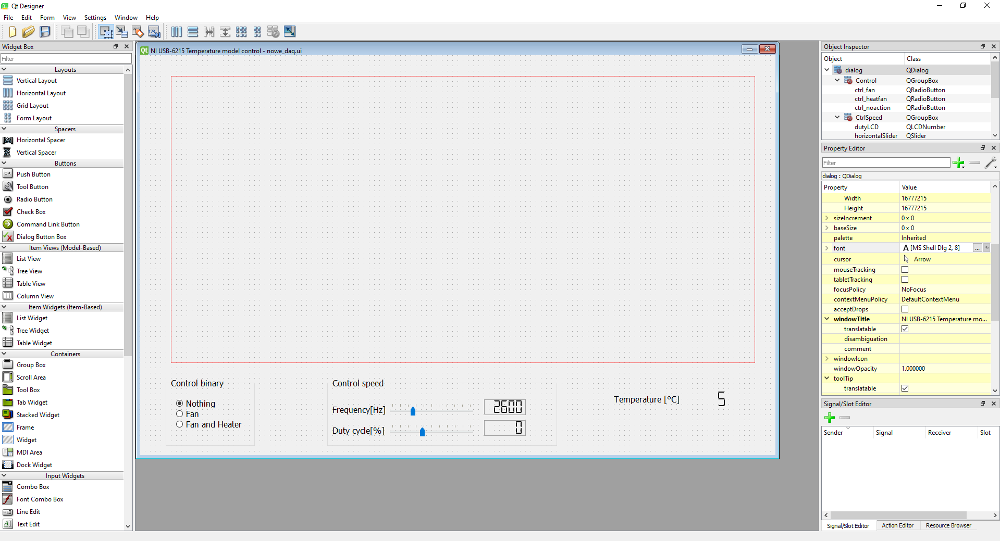 Qt Designer
File Edit Form View Settings Window Help
Widget Box
Filter
Layouts
Vertical Layout
Horizontal Layout
Grid Layout
Form Layout
Spacers
Horizontal Spacer
Vertical Spacer
Buttons
Push Button
Tool Button
Radio Button
Check Box
Command Link Button
Dialog Button Box
Item Views (Model-Based)
List View
Tree View
Table View
Column View
Item Widgets (Item-Based)
List Widget
Tree Widget
Table Widget
Containers
Group Box
Scroll Area
Tool Box
Tab Widget
Stacked Widget
Frame
Widget
MDI Area
Dock Widget
Input Widgets
Combo Box
Font Combo Box
Line Edit
Text Edit
NI USB-6215 Temperature model control - nowe_daq.ui
Control binary
Nothing
Fan
Fan and Heater
Control speed
Frequency[Hz] 2600
Duty cycle[%] 0
Temperature [°C] 5
Object Inspector
Object Class
dialog QDialog
Control QGroupBox
ctrl_fan QRadioButton
ctrl_heatfan QRadioButton
ctrl_noaction QRadioButton
CtrlSpeed QGroupBox
dutyLCD QLCDNumber
horizontalSlider QSlider
Property Editor
Filter
dialog : QDialog
Property Value
Width 16777215
Height 16777215
sizeIncrement 0 x 0
baseSize 0 x 0
palette Inherited
font A [MS Shell Dlg 2, 8] ...
cursor Arrow
mouseTracking
tabletTracking
focusPolicy NoFocus
contextMenuPolicy DefaultContextMenu
acceptDrops
windowTitle NI USB-6215 Temperature mo...
translatable
disambiguation
comment
windowIcon
windowOpacity 1.000000
toolTip
translatable
Signal/Slot Editor
Sender Signal Receiver Slot
Signal/Slot Editor Action Editor Resource Browser